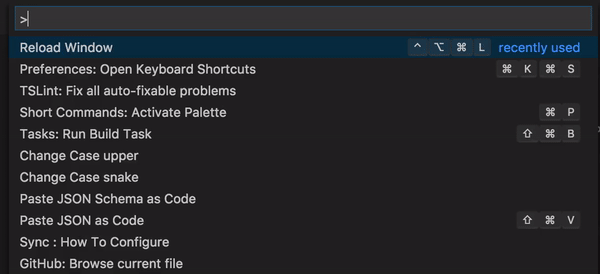 >
Reload Window ⌃ ⌥ ⌘ L recently used
Preferences: Open Keyboard Shortcuts ⌘ K ⌘ S
TSLint: Fix all auto-fixable problems
Short Commands: Activate Palette ⌘ P
Tasks: Run Build Task ⇧ ⌘ B
Change Case upper
Change Case snake
Paste JSON Schema as Code
Paste JSON as Code ⇧ ⌘ V
Sync : How To Configure
GitHub: Browse current file